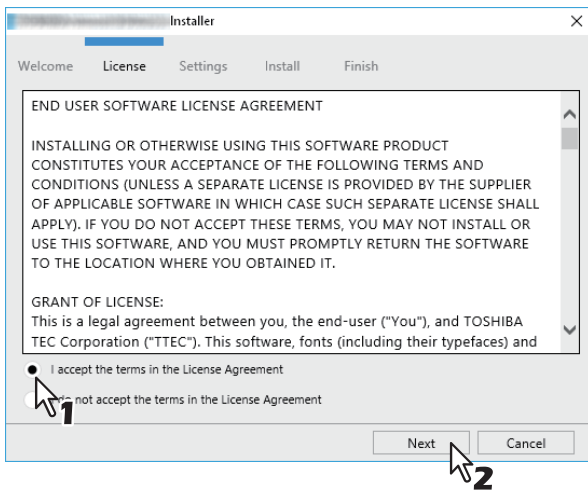 Installer
Welcome License Settings Install Finish
END USER SOFTWARE LICENSE AGREEMENT
INSTALLING OR OTHERWISE USING THIS SOFTWARE PRODUCT
CONSTITUTES YOUR ACCEPTANCE OF THE FOLLOWING TERMS AND
CONDITIONS (UNLESS A SEPARATE LICENSE IS PROVIDED BY THE SUPPLIER
OF APPLICABLE SOFTWARE IN WHICH CASE SUCH SEPARATE LICENSE SHALL
APPLY). IF YOU DO NOT ACCEPT THESE TERMS, YOU MAY NOT INSTALL OR
USE THIS SOFTWARE, AND YOU MUST PROMPTLY RETURN THE SOFTWARE
TO THE LOCATION WHERE YOU OBTAINED IT.
GRANT OF LICENSE:
This is a legal agreement between you, the end-user ("You"), and TOSHIBA
TEC Corporation ("TTEC"). This software, fonts (including their typefaces) and
I accept the terms in the License Agreement
1
not accept the terms in the License Agreement
Next Cancel
2